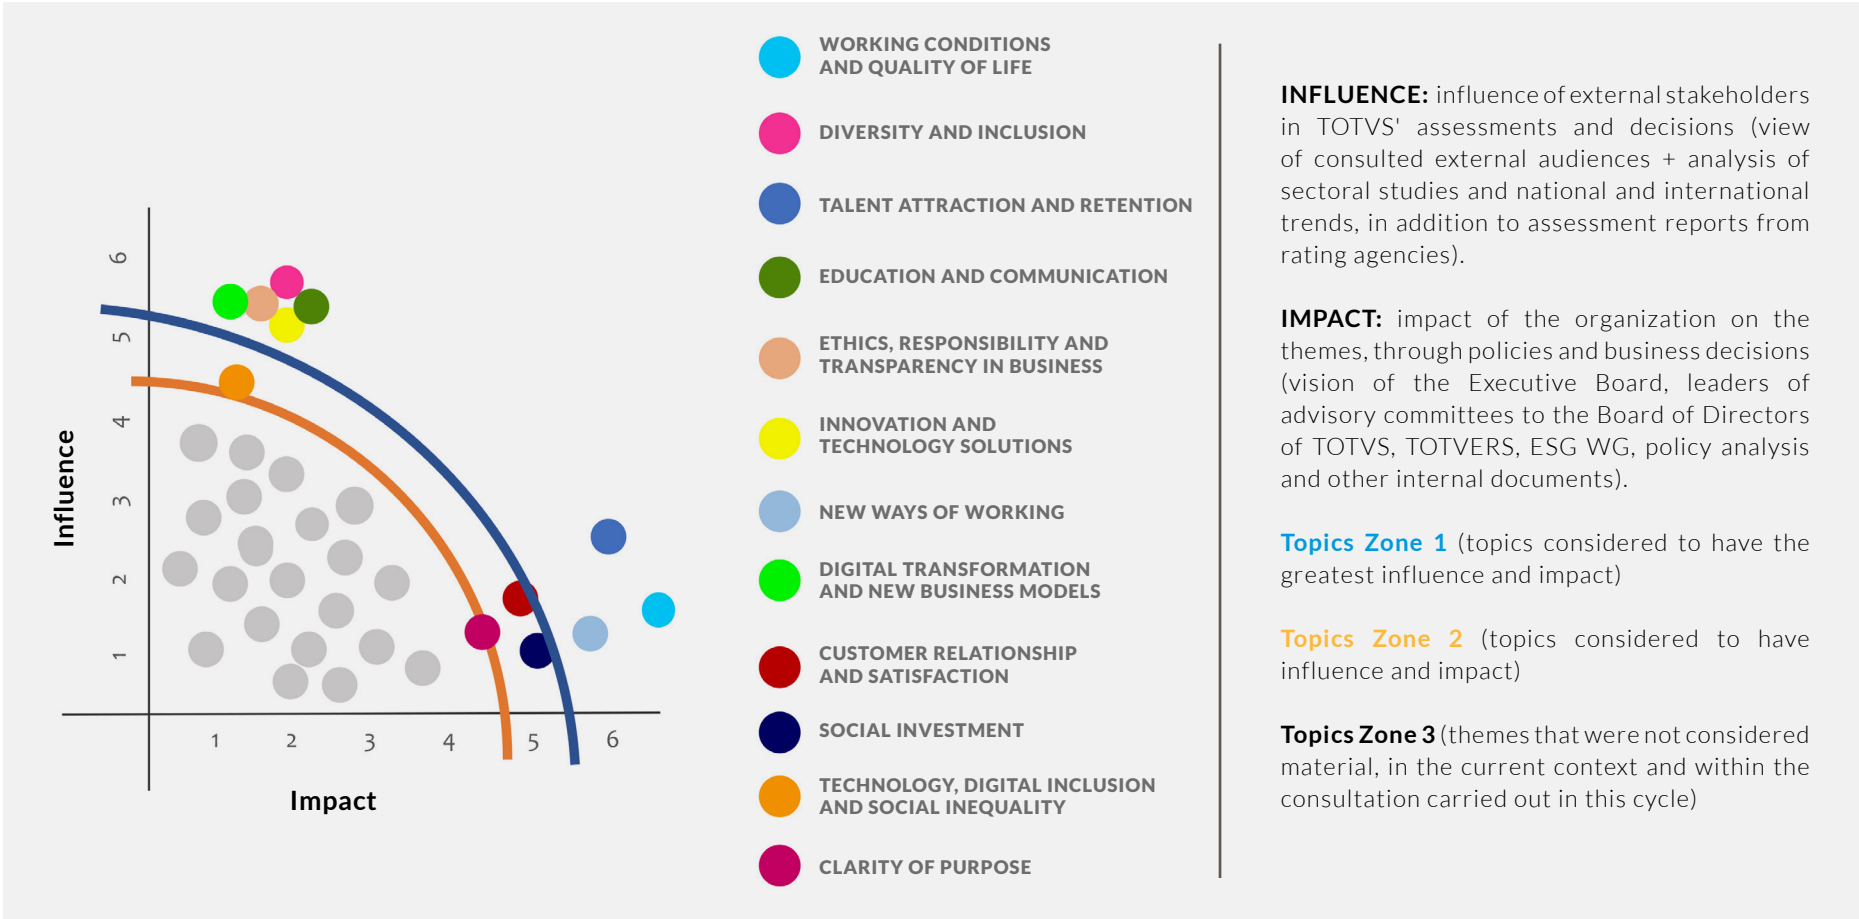 6
5
4
3
2
1
Influence
1 2 3 4 5 6
Impact
WORKING CONDITIONS
AND QUALITY OF LIFE
DIVERSITY AND INCLUSION
TALENT ATTRACTION AND RETENTION
EDUCATION AND COMMUNICATION
ETHICS, RESPONSIBILITY AND
TRANSPARENCY IN BUSINESS
INNOVATION AND
TECHNOLOGY SOLUTIONS
NEW WAYS OF WORKING
DIGITAL TRANSFORMATION
AND NEW BUSINESS MODELS
CUSTOMER RELATIONSHIP
AND SATISFACTION
SOCIAL INVESTMENT
TECHNOLOGY, DIGITAL INCLUSION
AND SOCIAL INEQUALITY
CLARITY OF PURPOSE
INFLUENCE: influence of external stakeholders
in TOTVS' assessments and decisions (view
of consulted external audiences + analysis of
sectoral studies and national and international
trends, in addition to assessment reports from
rating agencies).
IMPACT: impact of the organization on the
themes, through policies and business decisions
(vision of the Executive Board, leaders of
advisory committees to the Board of Directors
of TOTVS, TOTVERS, ESG WG, policy analysis
and other internal documents).
Topics Zone 1 (topics considered to have the
greatest influence and impact)
Topics Zone 2 (topics considered to have
influence and impact)
Topics Zone 3 (themes that were not considered
material, in the current context and within the
consultation carried out in this cycle)